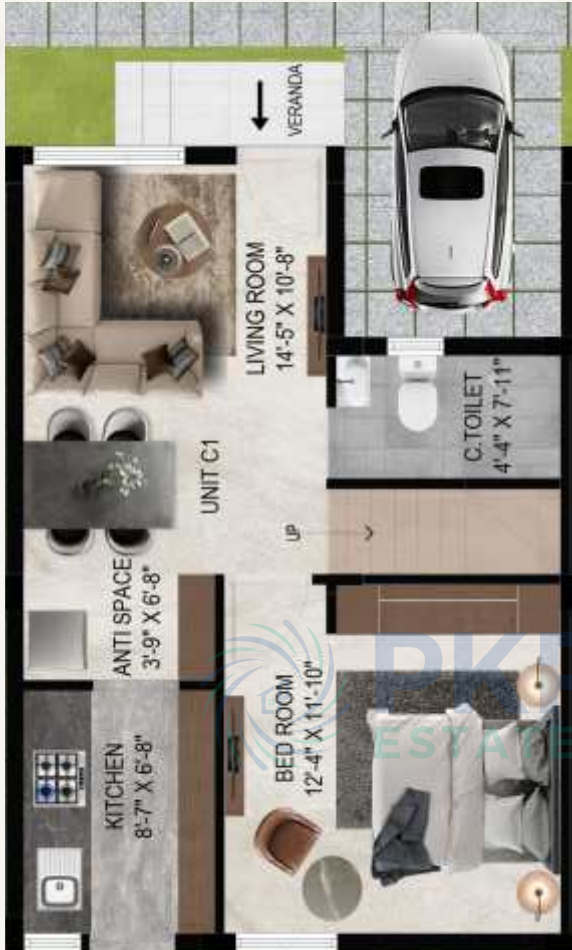 VERANDA
LIVING ROOM
14'-5" X 10'-8"
UNIT C1
C.TOILET
4'-4" X 7'-11"
UP
ANTI SPACE
3'-9" X 6'-8"
BED ROOM
12'-4" X 11'-10"
KITCHEN
8'-7" X 6'-8"
ESTATE